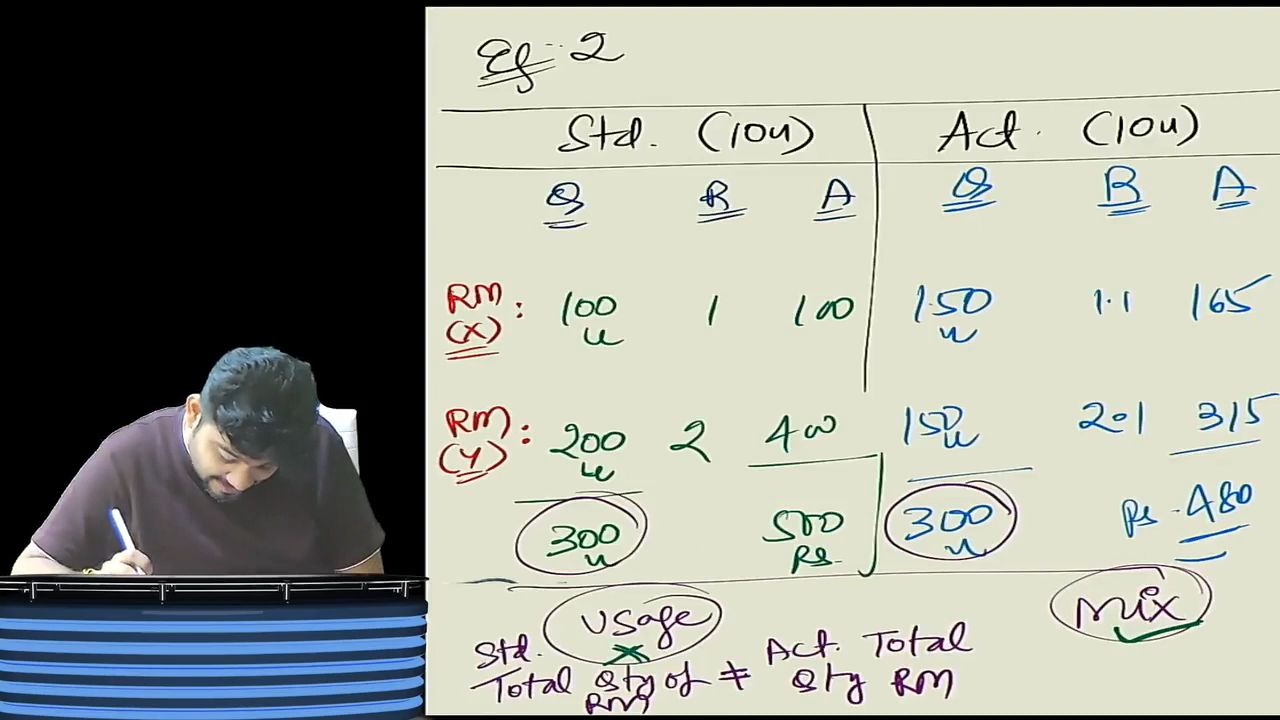 Eg:- 2
Std. (10u) Act. (10u)
Q R A Q R A
RM (X) : 100 u 1 100 150 u 1.1 165
RM (Y) : 200 u 2 400 150 u 2.1 315
300 u 500 Rs. 300 u Rs. 480
Usage Mix
Std. Total Qty of RM ≠ Act. Total Qty RM